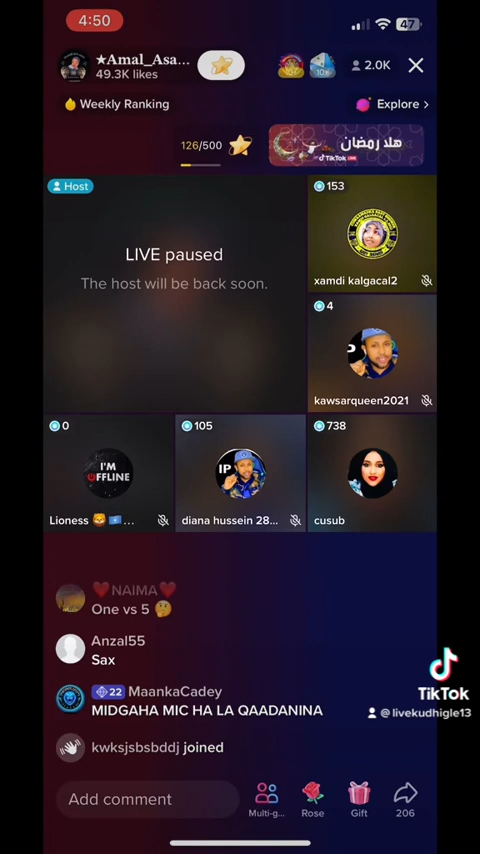 4:50
47
★Amal_Asa...
49.3K likes
2.0K
Weekly Ranking
Explore >
126/500
هلا رمضان
TikTok LIVE
Host
LIVE paused
The host will be back soon.
153
xamdi kalgacal2
4
kawsarqueen2021
0
I'M
OFFLINE
Lioness 🦁🇸🇴...
105
IP
diana hussein 28...
738
cusub
❤️NAIMA❤️
One vs 5 🤔
Anzal55
Sax
22 MaankaCadey
MIDGAHA MIC HA LA QAADANINA
kwksjsbsbddj joined
TikTok
@livekudhigle13
Add comment
Multi-g...
Rose
Gift
206